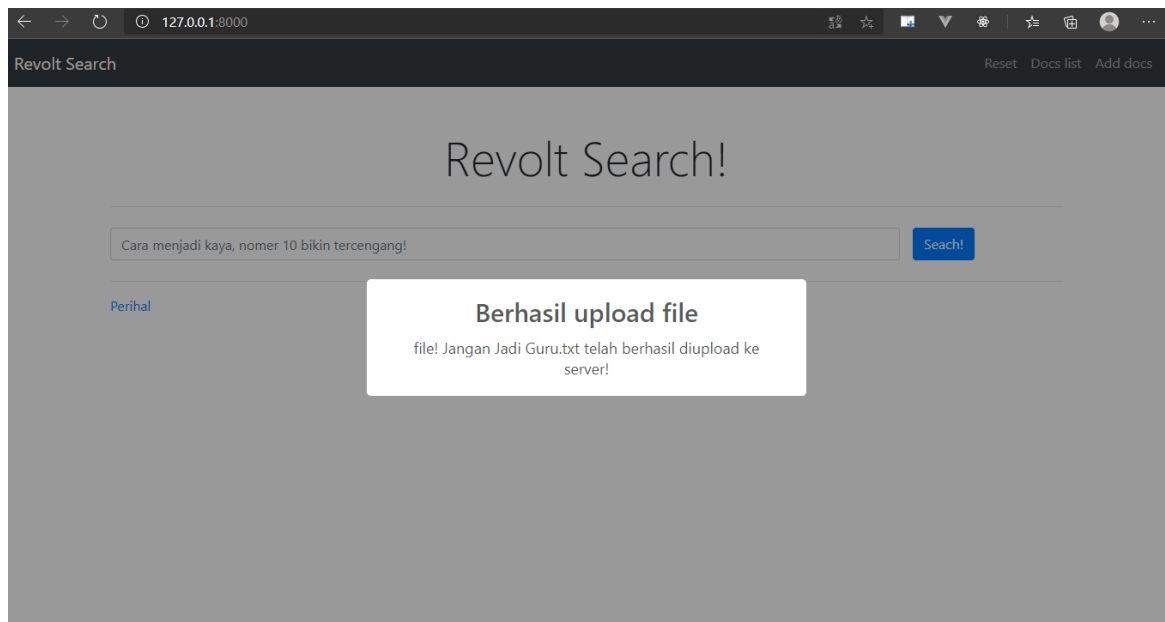 127.0.0.1:8000
Revolt Search
Reset Docs list Add docs
Revolt Search!
Cara menjadi kaya, nomer 10 bikin tercengang!
Seach!
Perihal
Berhasil upload file
file! Jangan Jadi Guru.txt telah berhasil diupload ke
server!